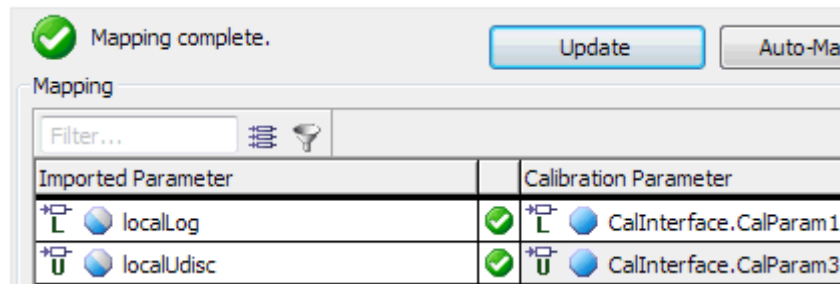 Mapping complete.
Update
Auto-Ma
Mapping
Filter...
Imported Parameter Calibration Parameter
L localLog L CalInterface.CalParam1
U localUdisc U CalInterface.CalParam3